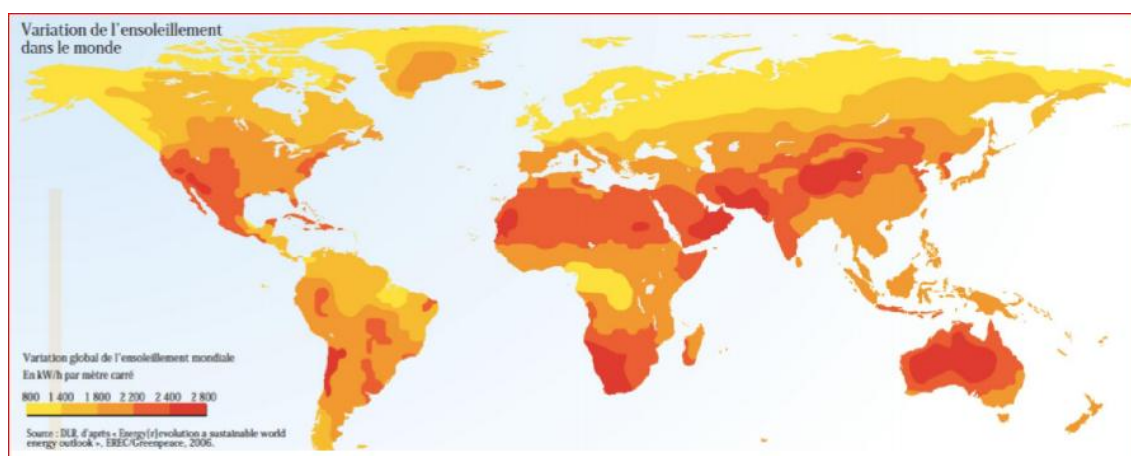 Variation de l'ensoleillement
dans le monde
Variation global de l'ensoleillement mondiale
En kW/h par mètre carré
800 1 400 1 800 2 200 2 400 2 800
Source : DLR, d'après « Energy[r]evolution a sustainable world
energy outlook », EREC/Greenpeace, 2006.